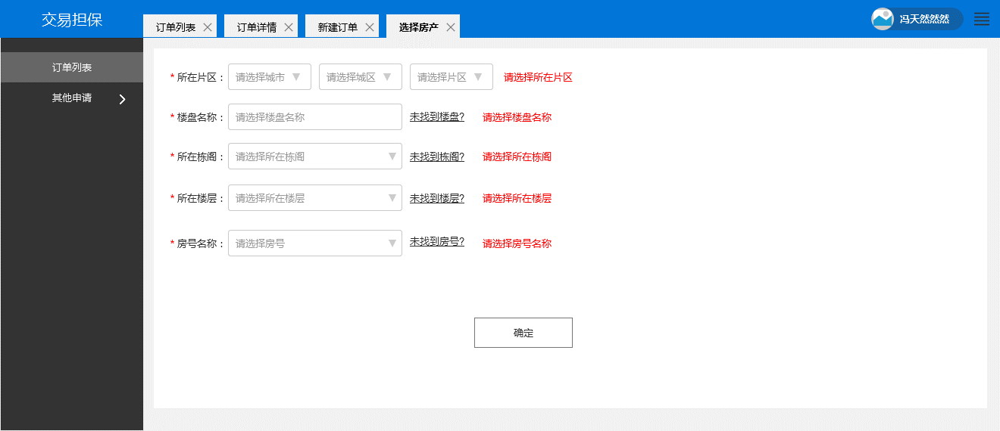 交易担保
订单列表
订单详情
新建订单
选择房产
冯天然然然
订单列表
其他申请
* 所在片区： 请选择城市 请选择城区 请选择片区 请选择所在片区
* 楼盘名称： 请选择楼盘名称 未找到楼盘? 请选择楼盘名称
* 所在栋阁： 请选择所在栋阁 未找到栋阁? 请选择所在栋阁
* 所在楼层： 请选择所在楼层 未找到楼层? 请选择所在楼层
* 房号名称： 请选择房号 未找到房号? 请选择房号名称
确定